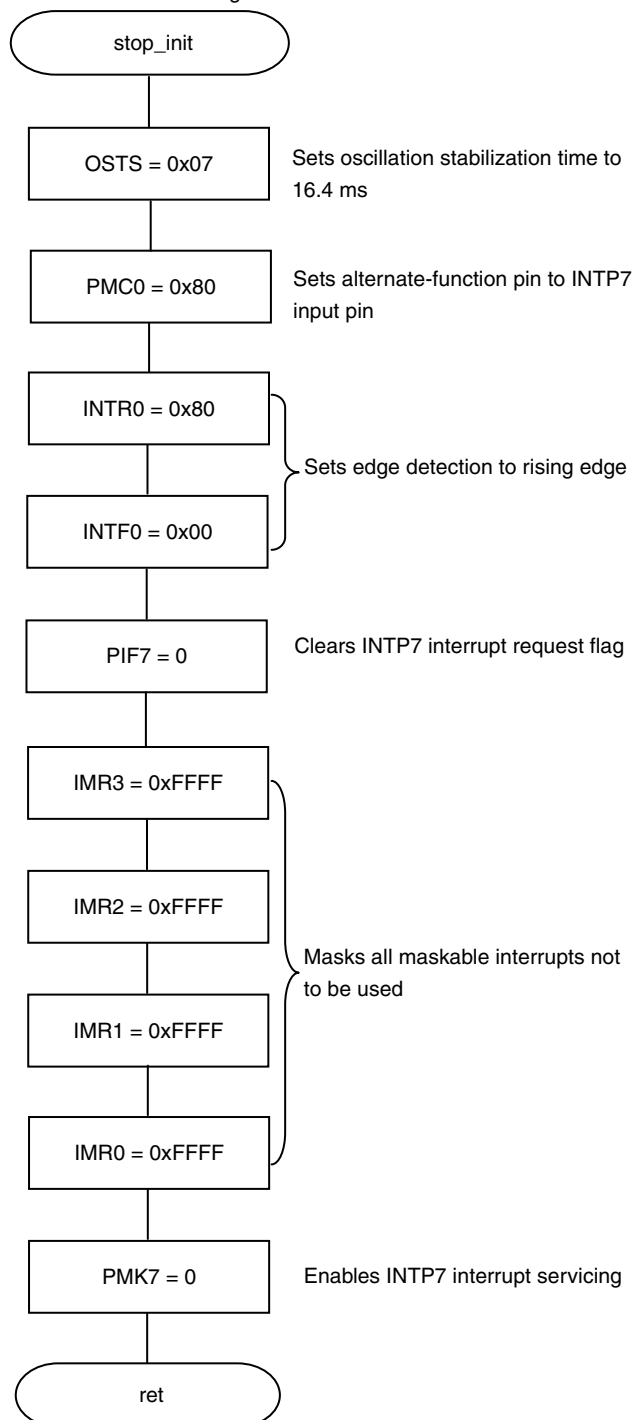 stop_init
OSTS = 0x07
Sets oscillation stabilization time to
16.4 ms
PMC0 = 0x80
Sets alternate-function pin to INTP7
input pin
INTR0 = 0x80
Sets edge detection to rising edge
INTF0 = 0x00
PIF7 = 0
Clears INTP7 interrupt request flag
IMR3 = 0xFFFF
IMR2 = 0xFFFF
Masks all maskable interrupts not
to be used
IMR1 = 0xFFFF
IMR0 = 0xFFFF
PMK7 = 0
Enables INTP7 interrupt servicing
ret